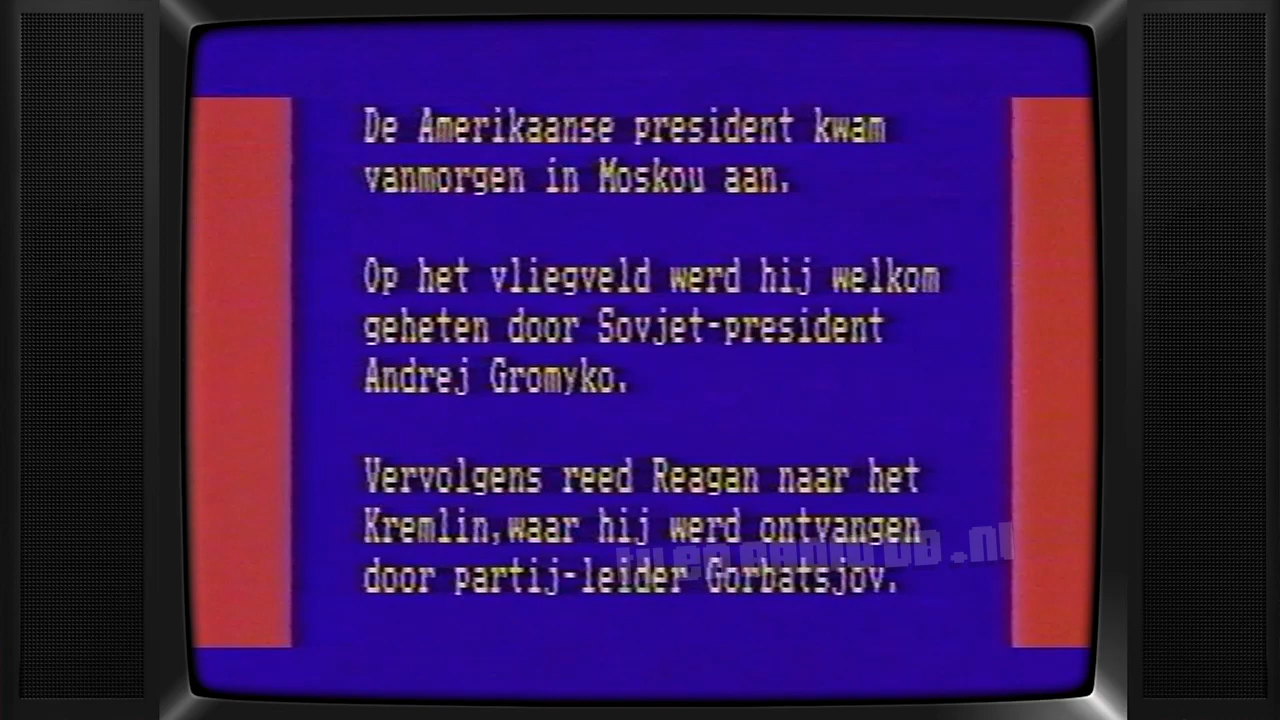 De Amerikaanse president kwam
vanmorgen in Moskou aan.
Op het vliegveld werd hij welkom
geheten door Sovjet-president
Andrej Gromyko.
Vervolgens reed Reagan naar het
Kremlin,waar hij werd ontvangen
door partij-leider Gorbatsjov.